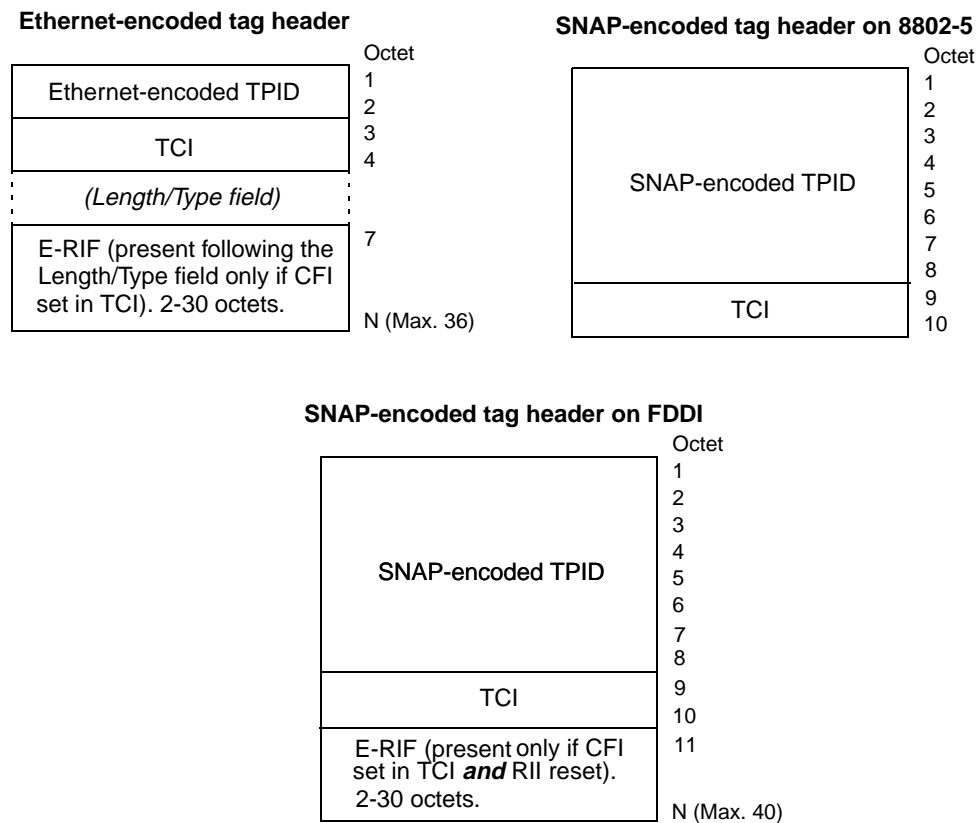 Ethernet-encoded tag header
Octet
Ethernet-encoded TPID
1
2
TCI
3
4
(Length/Type field)
E-RIF (present following the
Length/Type field only if CFI
set in TCI). 2-30 octets.
7
N (Max. 36)
SNAP-encoded tag header on 8802-5
Octet
SNAP-encoded TPID
1
2
3
4
5
6
7
8
TCI
9
10
SNAP-encoded tag header on FDDI
Octet
SNAP-encoded TPID
1
2
3
4
5
6
7
8
TCI
9
10
E-RIF (present only if CFI
set in TCI and RII reset).
2-30 octets.
11
N (Max. 40)